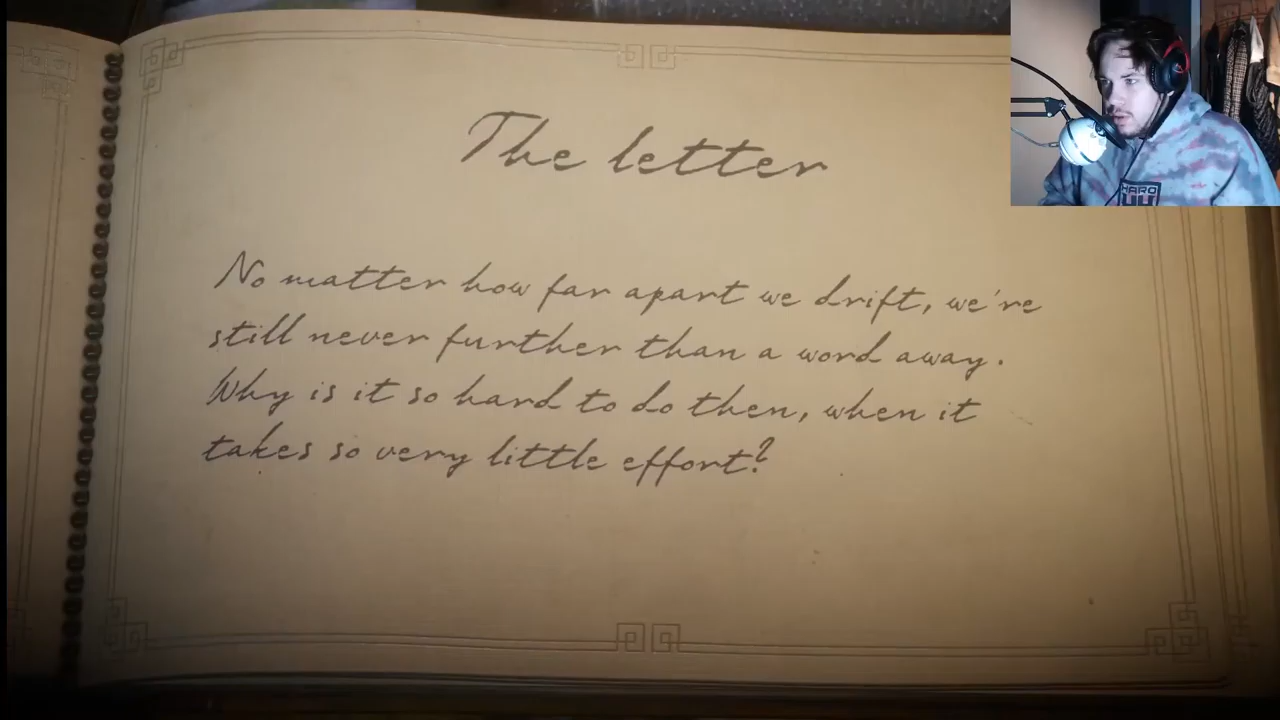 The letter
No matter how far apart we drift, we're
still never further than a word away.
Why is it so hard to do then, when it
takes so very little effort?
HARD